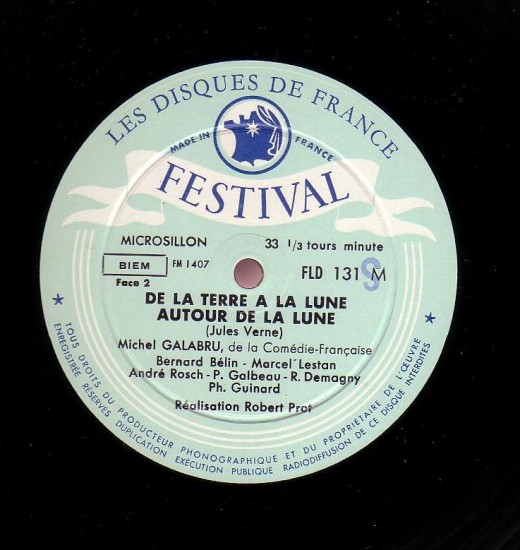 LES DISQUES DE FRANCE
MADE IN FRANCE
FESTIVAL
MICROSILLON 33 1/3 tours minute
BIEM FM 1407 FLD 131 S M
Face 2
DE LA TERRE A LA LUNE
AUTOUR DE LA LUNE
(Jules Verne)
Michel GALABRU, de la Comédie-Française
Bernard Bélin - Marcel Lestan
André Rosch - P. Galbeau - R. Demagny
Ph. Guinard
Réalisation Robert Prot
TOUS DROITS DU PRODUCTEUR PHONOGRAPHIQUE ET DU PROPRIETAIRE DE L'ŒUVRE
ENREGISTRÉE RÉSERVES DUPLICATION EXÉCUTION PUBLIQUE RADIODIFFUSION DE CE DISQUE INTERDITES